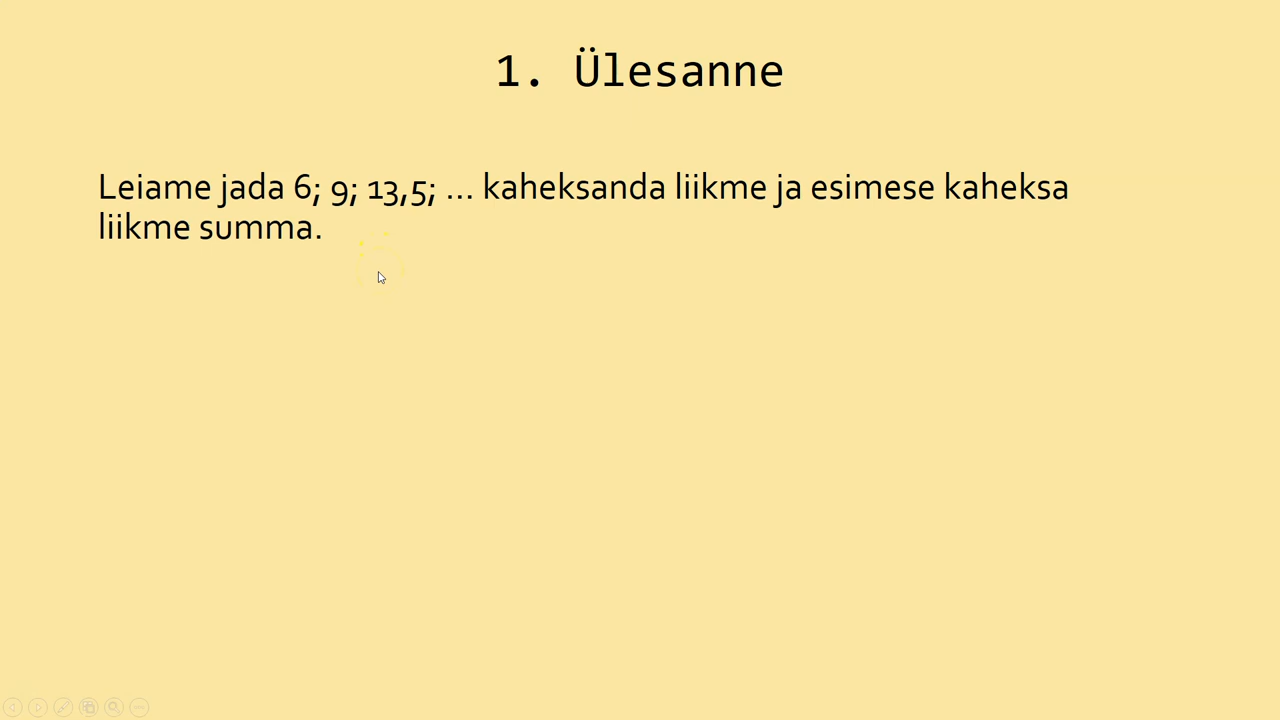 1. Ülesanne
Leiame jada 6; 9; 13,5; ... kaheksanda liikme ja esimese kaheksa
liikme summa.